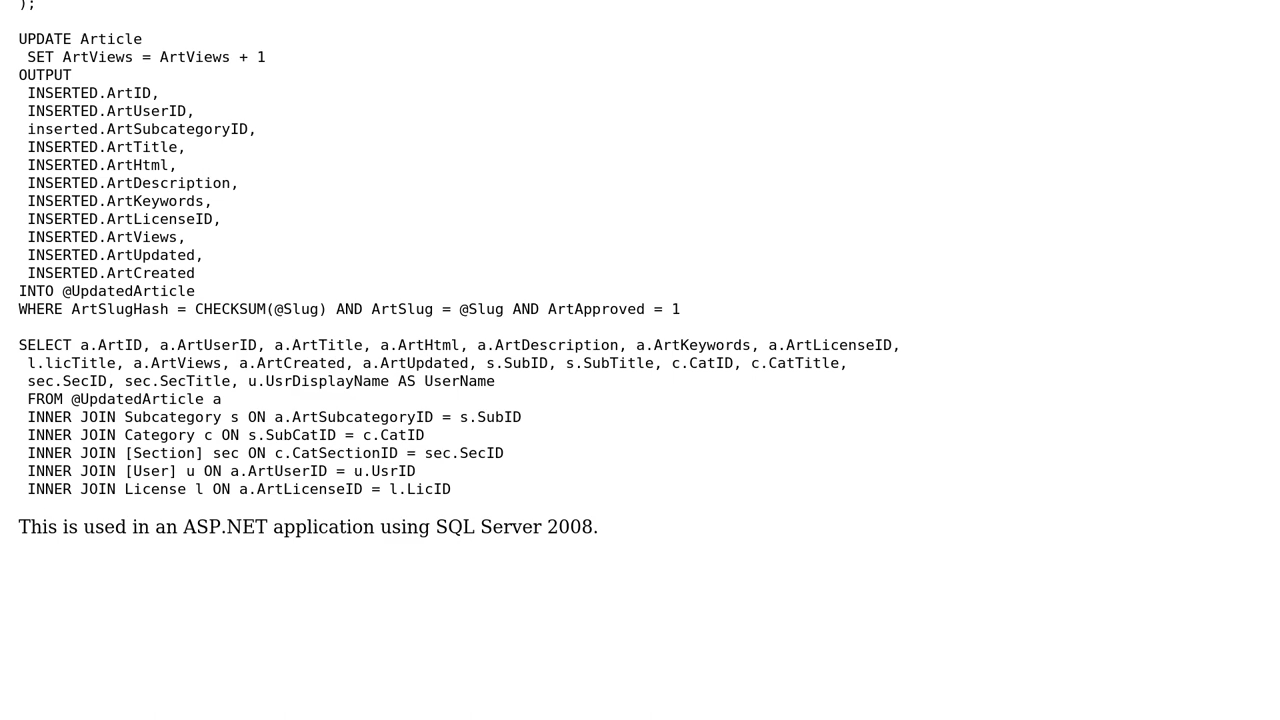 );
UPDATE Article
SET ArtViews = ArtViews + 1
OUTPUT
INSERTED.ArtID,
INSERTED.ArtUserID,
inserted.ArtSubcategoryID,
INSERTED.ArtTitle,
INSERTED.ArtHtml,
INSERTED.ArtDescription,
INSERTED.ArtKeywords,
INSERTED.ArtLicenseID,
INSERTED.ArtViews,
INSERTED.ArtUpdated,
INSERTED.ArtCreated
INTO @UpdatedArticle
WHERE ArtSlugHash = CHECKSUM(@Slug) AND ArtSlug = @Slug AND ArtApproved = 1
SELECT a.ArtID, a.ArtUserID, a.ArtTitle, a.ArtHtml, a.ArtDescription, a.ArtKeywords, a.ArtLicenseID,
l.licTitle, a.ArtViews, a.ArtCreated, a.ArtUpdated, s.SubID, s.SubTitle, c.CatID, c.CatTitle,
sec.SecID, sec.SecTitle, u.UsrDisplayName AS UserName
FROM @UpdatedArticle a
INNER JOIN Subcategory s ON a.ArtSubcategoryID = s.SubID
INNER JOIN Category c ON s.SubCatID = c.CatID
INNER JOIN [Section] sec ON c.CatSectionID = sec.SecID
INNER JOIN [User] u ON a.ArtUserID = u.UsrID
INNER JOIN License l ON a.ArtLicenseID = l.LicID
This is used in an ASP.NET application using SQL Server 2008.